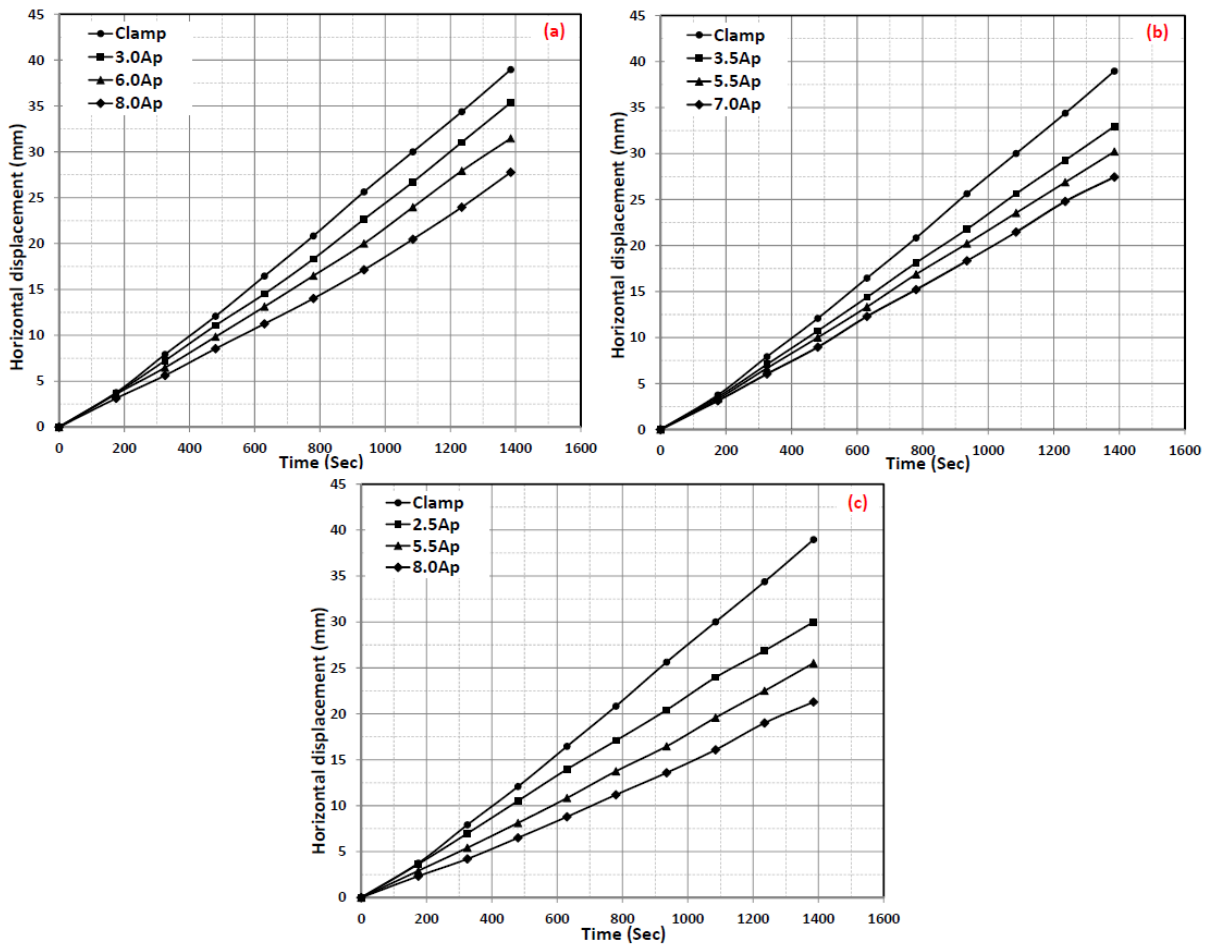 (a)
Clamp
3.0Ap
6.0Ap
8.0Ap
Horizontal displacement (mm)
45
40
35
30
25
20
15
10
5
0
0 200 400 600 800 1000 1200 1400 1600
Time (Sec)
(b)
Clamp
3.5Ap
5.5Ap
7.0Ap
Horizontal displacement (mm)
45
40
35
30
25
20
15
10
5
0
0 200 400 600 800 1000 1200 1400 1600
Time (Sec)
(c)
Clamp
2.5Ap
5.5Ap
8.0Ap
Horizontal displacement (mm)
45
40
35
30
25
20
15
10
5
0
0 200 400 600 800 1000 1200 1400 1600
Time (Sec)